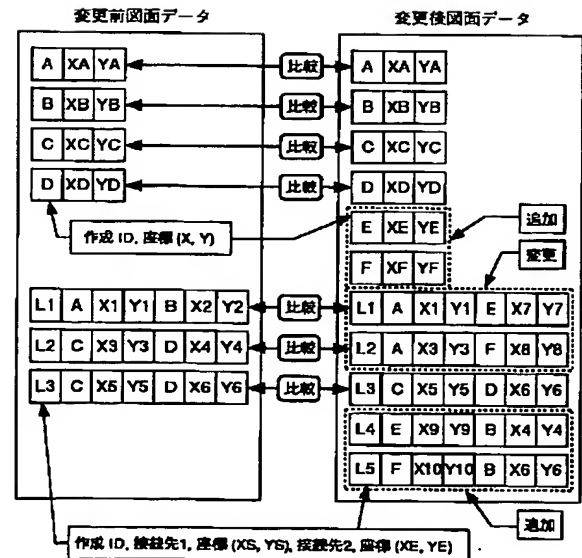 変更前図面データ
変更後図面データ
A XA YA 比較 A XA YA
B XB YB 比較 B XB YB
C XC YC 比較 C XC YC
D XD YD 比較 D XD YD
作成 ID, 座標 (X, Y)
E XE YE 追加
F XF YF 変更
L1 A X1 Y1 B X2 Y2 比較 L1 A X1 Y1 E X7 Y7
L2 C X3 Y3 D X4 Y4 比較 L2 A X3 Y3 F X8 Y8
L3 C X5 Y5 D X6 Y6 比較 L3 C X5 Y5 D X6 Y6
L4 E X9 Y9 B X4 Y4
L5 F X10 Y10 B X6 Y6
追加
作成 ID, 接続先1, 座標 (XS, YS), 接続先2, 座標 (XE, YE)